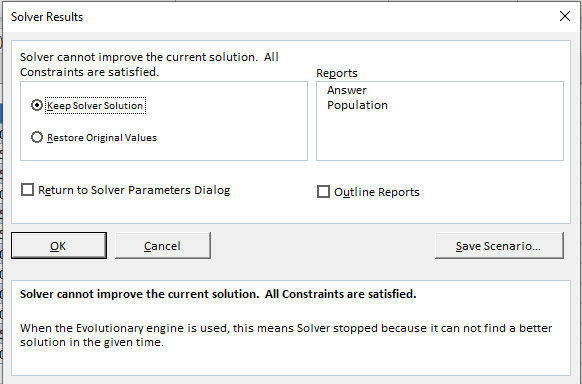 Solver Results
Solver cannot improve the current solution.  All
Constraints are satisfied.
Reports
Answer
Population
Keep Solver Solution
Restore Original Values
Return to Solver Parameters Dialog
Outline Reports
OK
Cancel
Save Scenario...
Solver cannot improve the current solution.  All Constraints are satisfied.
When the Evolutionary engine is used, this means Solver stopped because it can not find a better
solution in the given time.